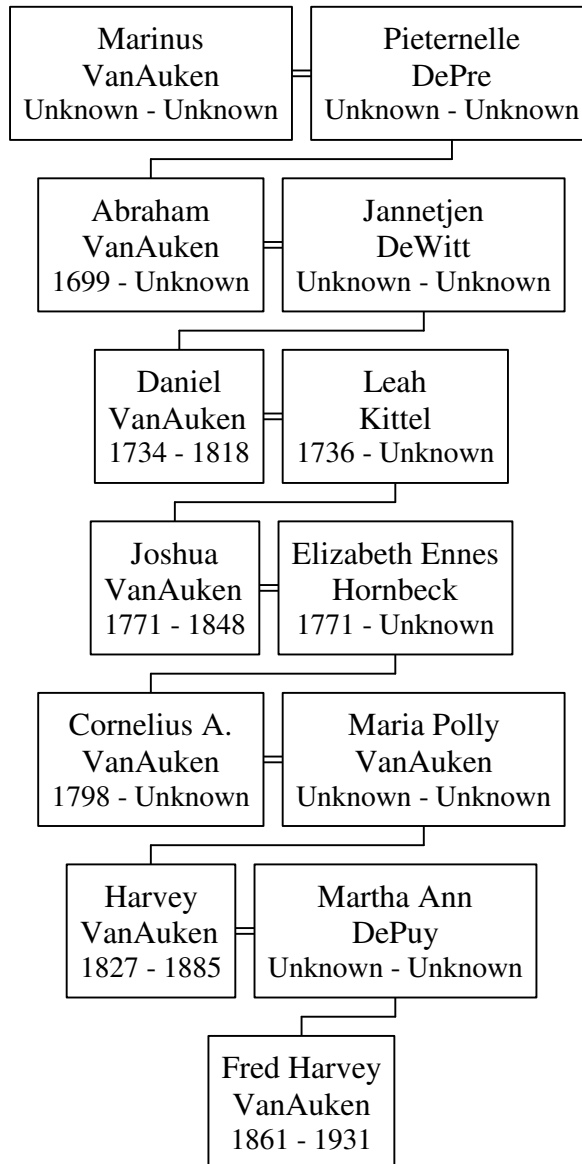 Marinus
VanAuken
Unknown - Unknown
Pieternelle
DePre
Unknown - Unknown
Abraham
VanAuken
1699 - Unknown
Jannetjen
DeWitt
Unknown - Unknown
Daniel
VanAuken
1734 - 1818
Leah
Kittel
1736 - Unknown
Joshua
VanAuken
1771 - 1848
Elizabeth Ennes
Hornbeck
1771 - Unknown
Cornelius A.
VanAuken
1798 - Unknown
Maria Polly
VanAuken
Unknown - Unknown
Harvey
VanAuken
1827 - 1885
Martha Ann
DePuy
Unknown - Unknown
Fred Harvey
VanAuken
1861 - 1931